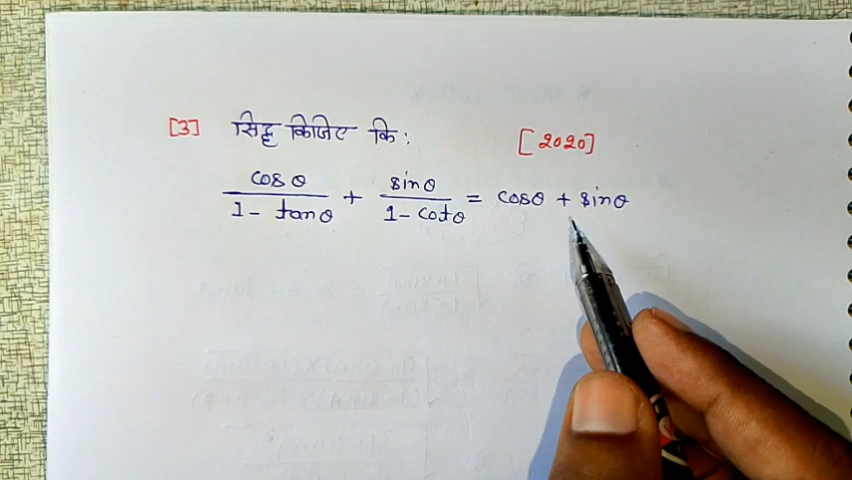 [3] सिद्ध किजिए कि:
[2020]
cosθ / 1 - tanθ + sinθ / 1 - cotθ = cosθ + sinθ